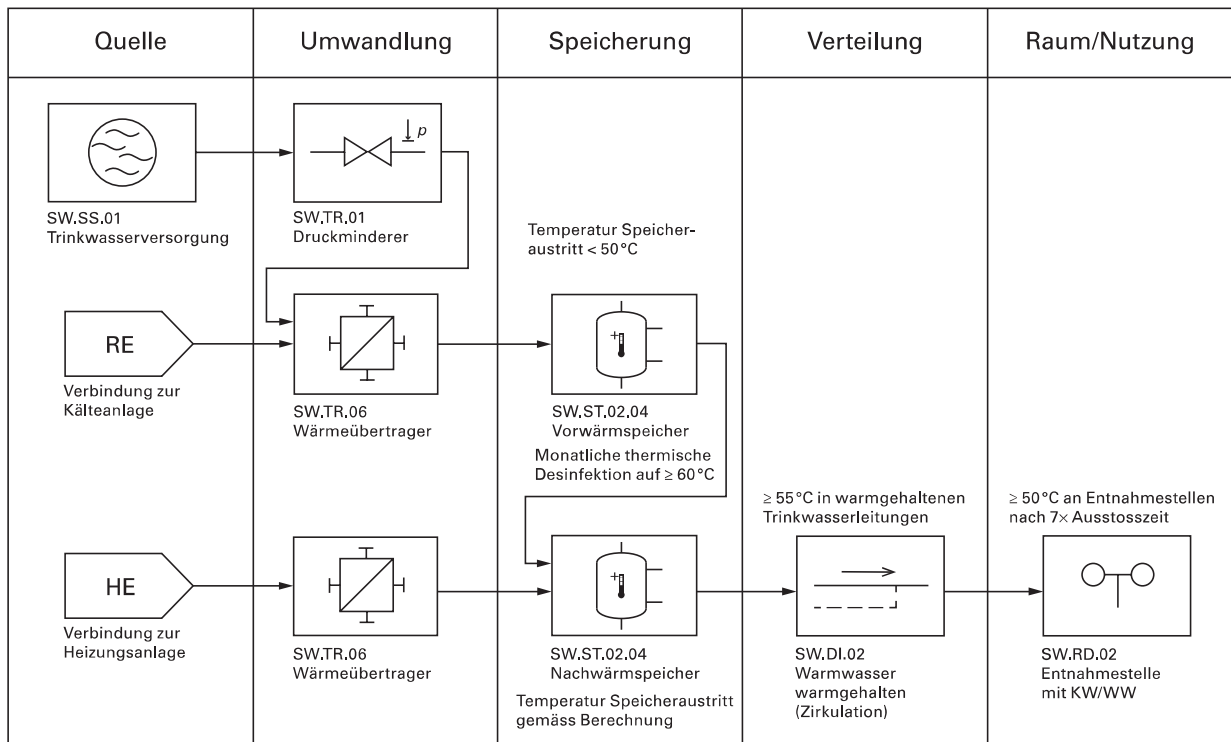 Quelle
Umwandlung
Speicherung
Verteilung
Raum/Nutzung
p
SW.SS.01
Trinkwasserversorgung
SW.TR.01
Druckminderer
Temperatur Speicher-
austritt < 50 °C
RE
Verbindung zur
Kälteanlage
SW.TR.06
Wärmeübertrager
+
SW.ST.02.04
Vorwärmspeicher
Monatliche thermische
Desinfektion auf ≥ 60 °C
≥ 55 °C in warmgehaltenen
Trinkwasserleitungen
≥ 50 °C an Entnahmestellen
nach 7× Ausstosszeit
HE
Verbindung zur
Heizungsanlage
SW.TR.06
Wärmeübertrager
+
SW.ST.02.04
Nachwärmspeicher
Temperatur Speicheraustritt
gemäss Berechnung
SW.DI.02
Warmwasser
warmgehalten
(Zirkulation)
SW.RD.02
Entnahmestelle
mit KW/WW